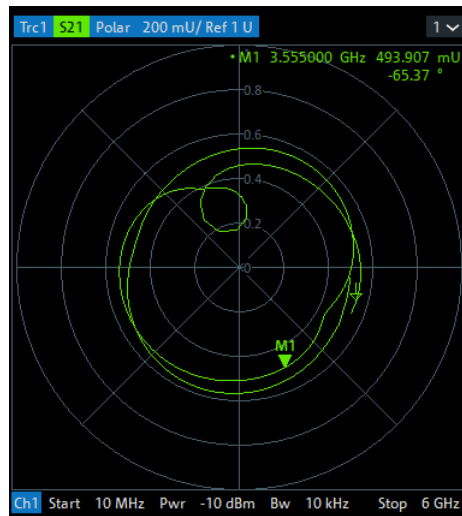 Trc1 S21 Polar 200 mU/ Ref 1 U 1
•M1 3.555000 GHz 493.907 mU
-65.37 °
1
0.8
0.6
0.4
0.2
0
M1
Ch1 Start 10 MHz Pwr -10 dBm Bw 10 kHz Stop 6 GHz